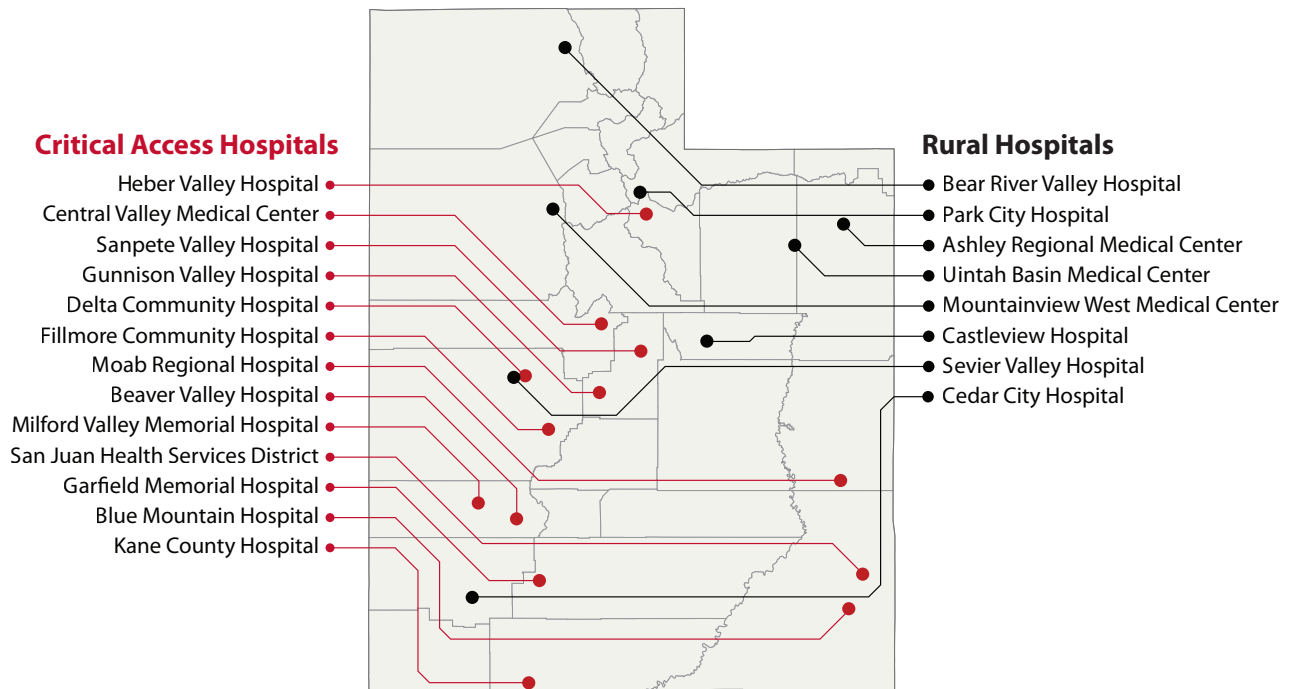 Critical Access Hospitals
Heber Valley Hospital
Central Valley Medical Center
Sanpete Valley Hospital
Gunnison Valley Hospital
Delta Community Hospital
Fillmore Community Hospital
Moab Regional Hospital
Beaver Valley Hospital
Milford Valley Memorial Hospital
San Juan Health Services District
Garfield Memorial Hospital
Blue Mountain Hospital
Kane County Hospital
Rural Hospitals
Bear River Valley Hospital
Park City Hospital
Ashley Regional Medical Center
Uintah Basin Medical Center
Mountainview West Medical Center
Castleview Hospital
Sevier Valley Hospital
Cedar City Hospital